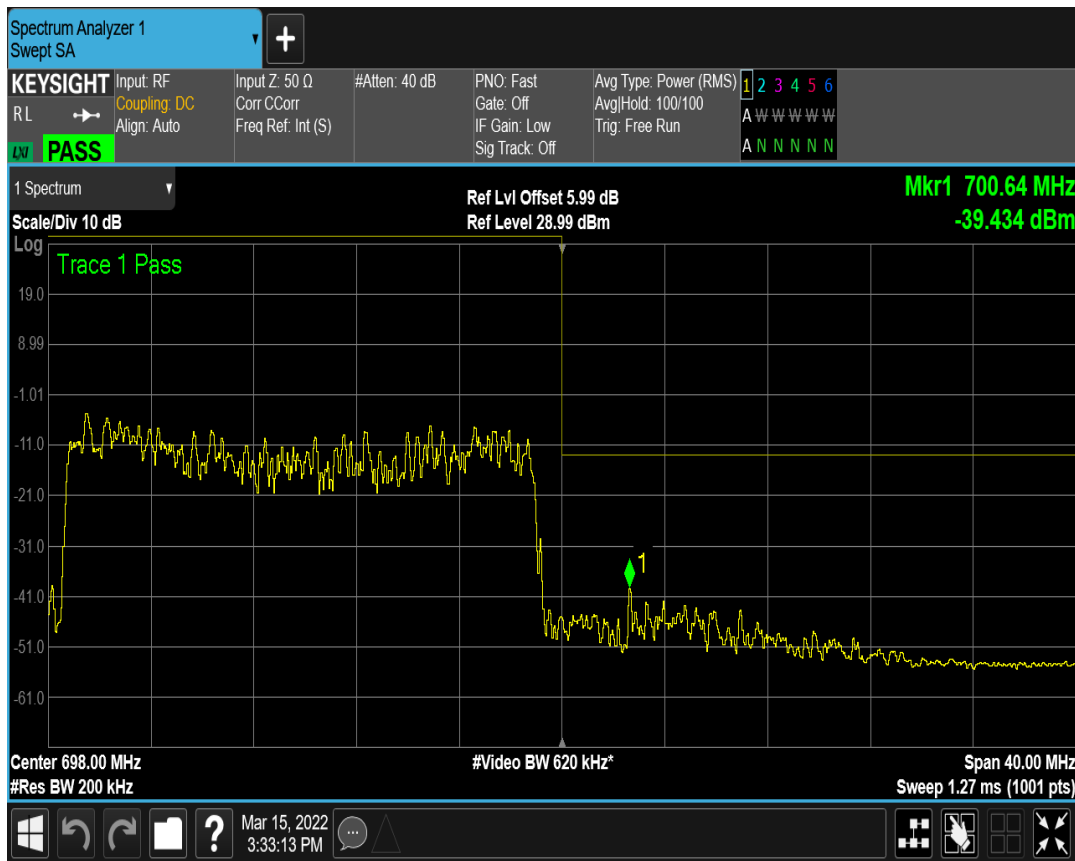 Spectrum Analyzer 1
Swept SA
+
KEYSIGHT Input: RF Input Z: 50 Ω #Atten: 40 dB PNO: Fast Avg Type: Power (RMS) 1 2 3 4 5 6
RL Coupling: DC Corr CCorr Gate: Off Avg|Hold: 100/100 A W W W W W
Align: Auto Freq Ref: Int (S) IF Gain: Low Trig: Free Run
LXI PASS Sig Track: Off A N N N N N
1 Spectrum Ref Lvl Offset 5.99 dB Mkr1 700.64 MHz
Scale/Div 10 dB Ref Level 28.99 dBm -39.434 dBm
Log
Trace 1 Pass
19.0
8.99
-1.01
-11.0
-21.0
-31.0
1
-41.0
-51.0
-61.0
Center 698.00 MHz #Video BW 620 kHz* Span 40.00 MHz
#Res BW 200 kHz Sweep 1.27 ms (1001 pts)
? Mar 15, 2022
3:33:13 PM